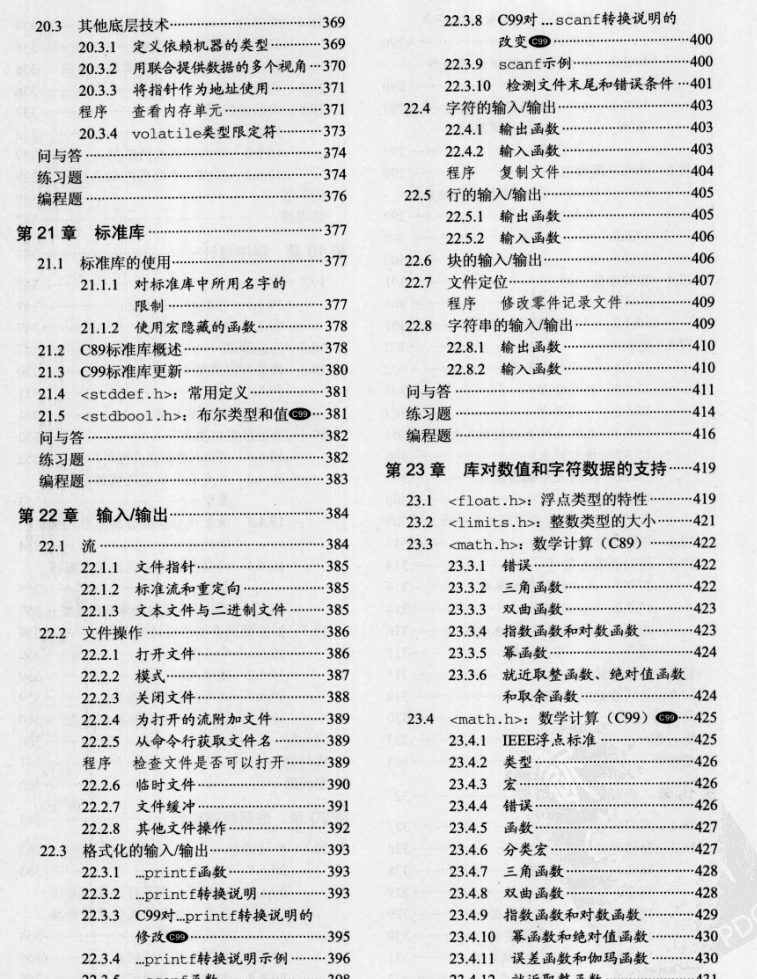 20.3 其他底层技术……369
20.3.1 定义依赖机器的类型……369
20.3.2 用联合提供数据的多个视角…370
20.3.3 将指针作为地址使用……371
程序 查看内存单元……371
20.3.4 volatile类型限定符……373
问与答……374
练习题……374
编程题……376
第 21 章 标准库……377
21.1 标准库的使用……377
21.1.1 对标准库中所用名字的
限制……377
21.1.2 使用宏隐藏的函数……378
21.2 C89标准库概述……378
21.3 C99标准库更新……380
21.4 <stddef.h>：常用定义……381
21.5 <stdbool.h>：布尔类型和值C99…381
问与答……382
练习题……382
编程题……383
第 22 章 输入/输出……384
22.1 流……384
22.1.1 文件指针……385
22.1.2 标准流和重定向……385
22.1.3 文本文件与二进制文件……385
22.2 文件操作……386
22.2.1 打开文件……386
22.2.2 模式……387
22.2.3 关闭文件……388
22.2.4 为打开的流附加文件……389
22.2.5 从命令行获取文件名……389
程序 检查文件是否可以打开……389
22.2.6 临时文件……390
22.2.7 文件缓冲……391
22.2.8 其他文件操作……392
22.3 格式化的输入/输出……393
22.3.1 …printf函数……393
22.3.2 …printf转换说明……393
22.3.3 C99对…printf转换说明的
修改C99……395
22.3.4 …printf转换说明示例……396
22.3.5 …scanf函数……398
22.3.8 C99对…scanf转换说明的
改变C99……400
22.3.9 scanf示例……400
22.3.10 检测文件末尾和错误条件…401
22.4 字符的输入/输出……403
22.4.1 输出函数……403
22.4.2 输入函数……403
程序 复制文件……404
22.5 行的输入/输出……405
22.5.1 输出函数……405
22.5.2 输入函数……406
22.6 块的输入/输出……406
22.7 文件定位……407
程序 修改零件记录文件……409
22.8 字符串的输入/输出……409
22.8.1 输出函数……410
22.8.2 输入函数……410
问与答……411
练习题……414
编程题……416
第 23 章 库对数值和字符数据的支持……419
23.1 <float.h>：浮点类型的特性……419
23.2 <limits.h>：整数类型的大小……421
23.3 <math.h>：数学计算（C89）……422
23.3.1 错误……422
23.3.2 三角函数……422
23.3.3 双曲函数……423
23.3.4 指数函数和对数函数……423
23.3.5 幂函数……424
23.3.6 就近取整函数、绝对值函数
和取余函数……424
23.4 <math.h>：数学计算（C99）C99…425
23.4.1 IEEE浮点标准……425
23.4.2 类型……426
23.4.3 宏……426
23.4.4 错误……426
23.4.5 函数……427
23.4.6 分类宏……427
23.4.7 三角函数……428
23.4.8 双曲函数……428
23.4.9 指数函数和对数函数……429
23.4.10 幂函数和绝对值函数……430
23.4.11 误差函数和伽玛函数……430
23.4.12 就近取整函数……431